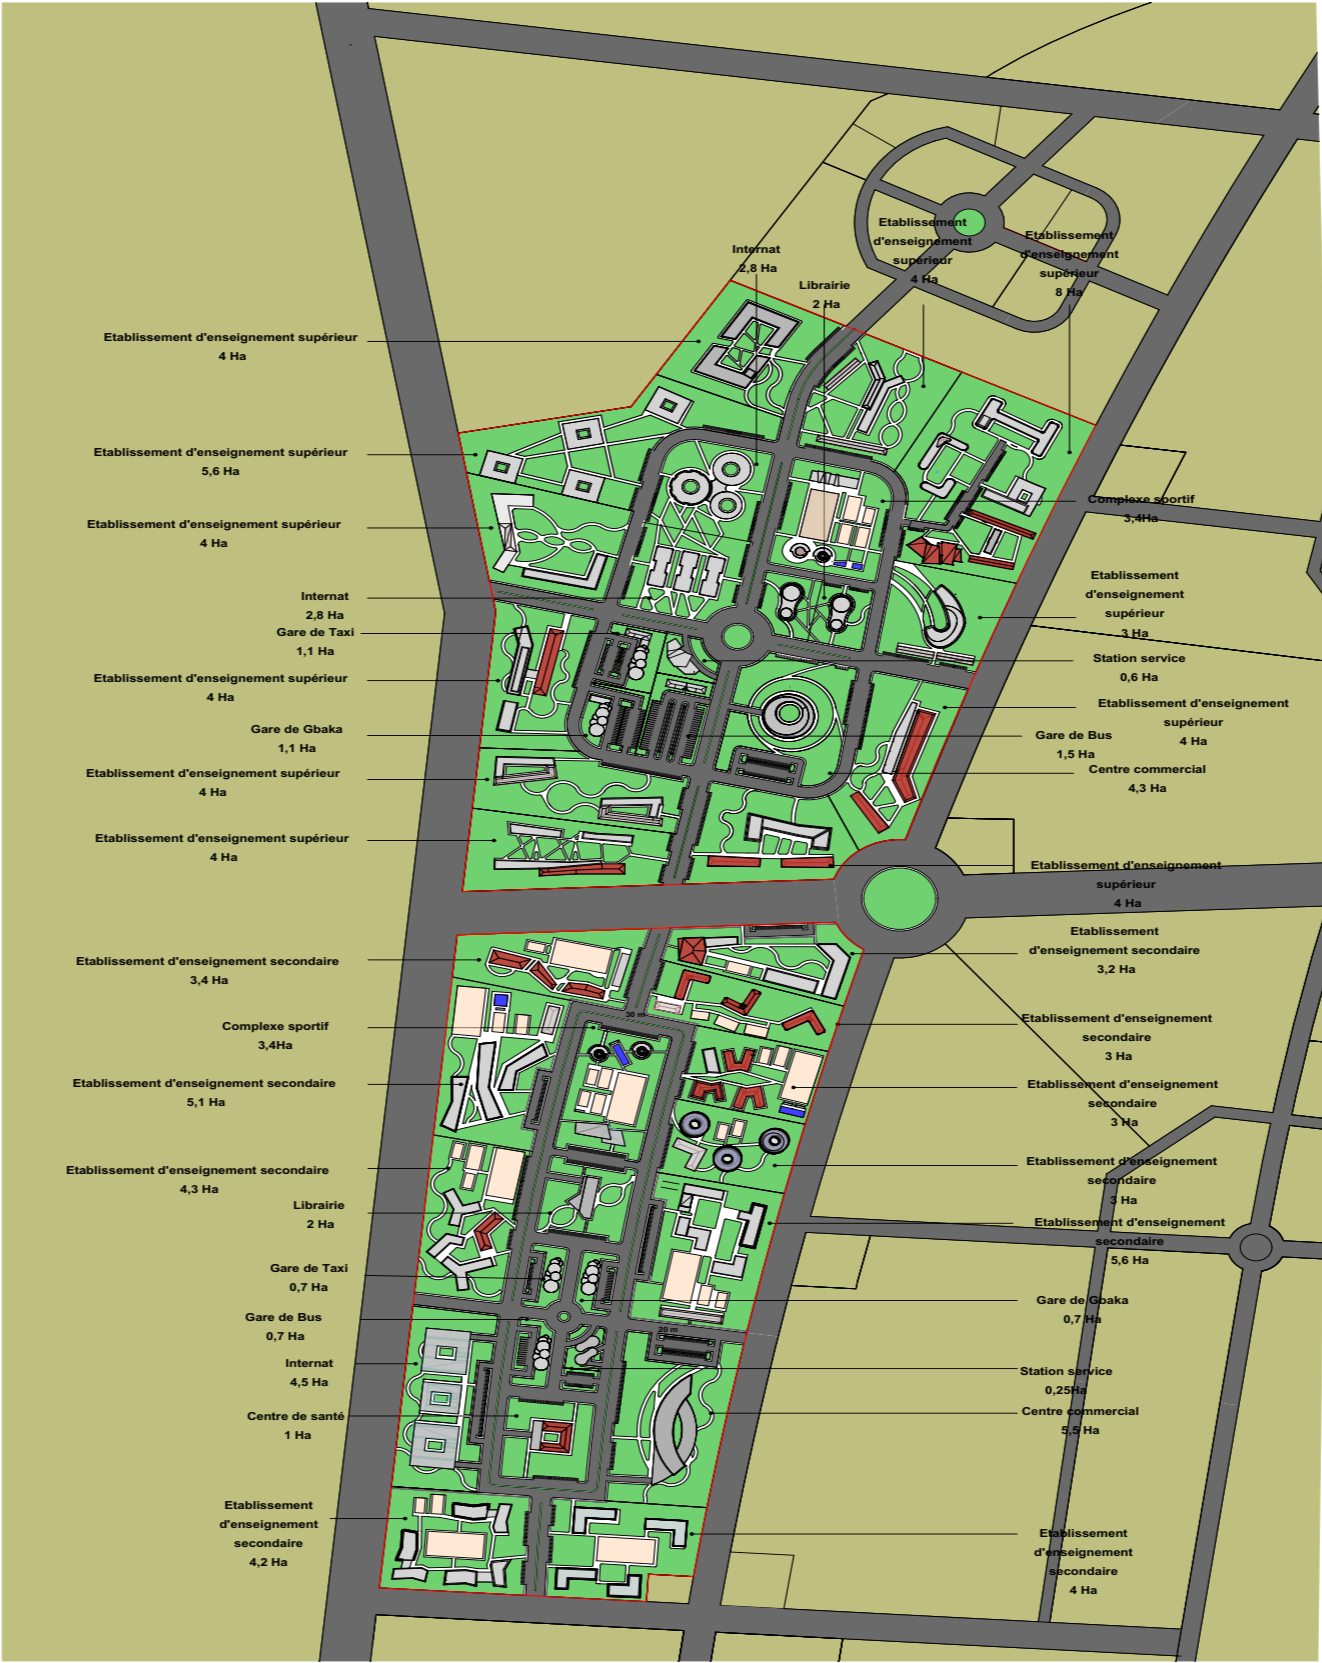 Etablissement
d'enseignement
supérieur
4 Ha
Etablissement
d'enseignement
supérieur
8 Ha
Internat
2,8 Ha
Librairie
2 Ha
Etablissement d'enseignement supérieur
4 Ha
Etablissement d'enseignement supérieur
5,6 Ha
Etablissement d'enseignement supérieur
4 Ha
Internat
2,8 Ha
Gare de Taxi
1,1 Ha
Etablissement d'enseignement supérieur
4 Ha
Gare de Gbaka
1,1 Ha
Etablissement d'enseignement supérieur
4 Ha
Etablissement d'enseignement supérieur
4 Ha
Complexe sportif
3,4Ha
Etablissement
d'enseignement
supérieur
3 Ha
Station service
0,6 Ha
Etablissement d'enseignement
supérieur
4 Ha
Gare de Bus
1,5 Ha
Centre commercial
4,3 Ha
Etablissement d'enseignement
supérieur
4 Ha
Etablissement d'enseignement secondaire
3,4 Ha
30 m
Complexe sportif
3,4Ha
Etablissement d'enseignement secondaire
5,1 Ha
Etablissement d'enseignement secondaire
4,3 Ha
Librairie
2 Ha
Gare de Taxi
0,7 Ha
Gare de Bus
0,7 Ha
Internat
4,5 Ha
Centre de santé
1 Ha
Etablissement
d'enseignement
secondaire
4,2 Ha
Etablissement
d'enseignement secondaire
3,2 Ha
Etablissement d'enseignement
secondaire
3 Ha
Etablissement d'enseignement
secondaire
3 Ha
Etablissement d'enseignement
secondaire
3 Ha
Etablissement d'enseignement
secondaire
5,6 Ha
Gare de Gbaka
0,7 Ha
20 m
Station service
0,25Ha
Centre commercial
5,5 Ha
Etablissement
d'enseignement
secondaire
4 Ha